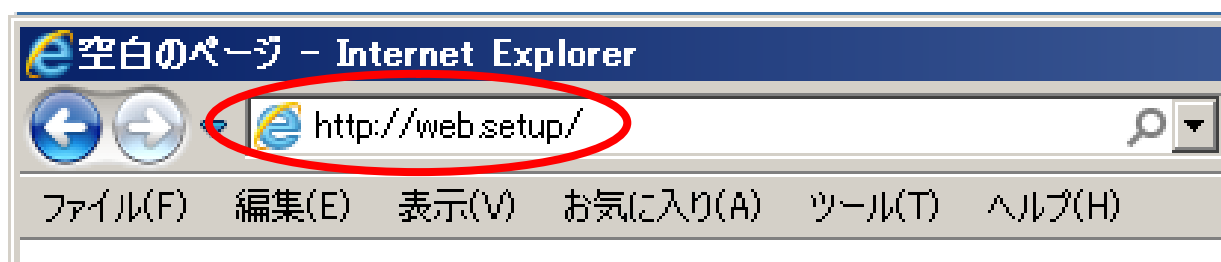 空白のページ - Internet Explorer
http://web.setup/
ファイル(F) 編集(E) 表示(V) お気に入り(A) ツール(T) ヘルプ(H)